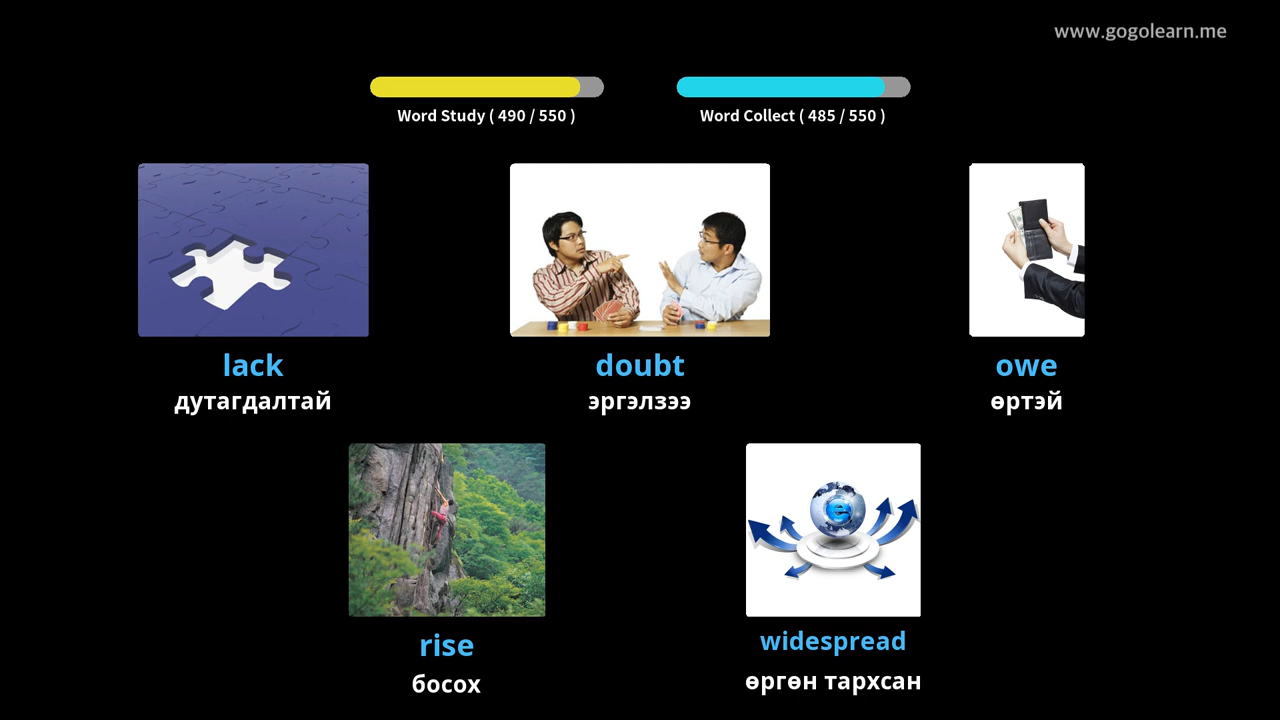 www.gogolearn.me
Word Study ( 490 / 550 )
Word Collect ( 485 / 550 )
lack
дутагдалтай
doubt
эргэлзээ
owe
өртэй
e
rise
босох
widespread
өргөн тархсан